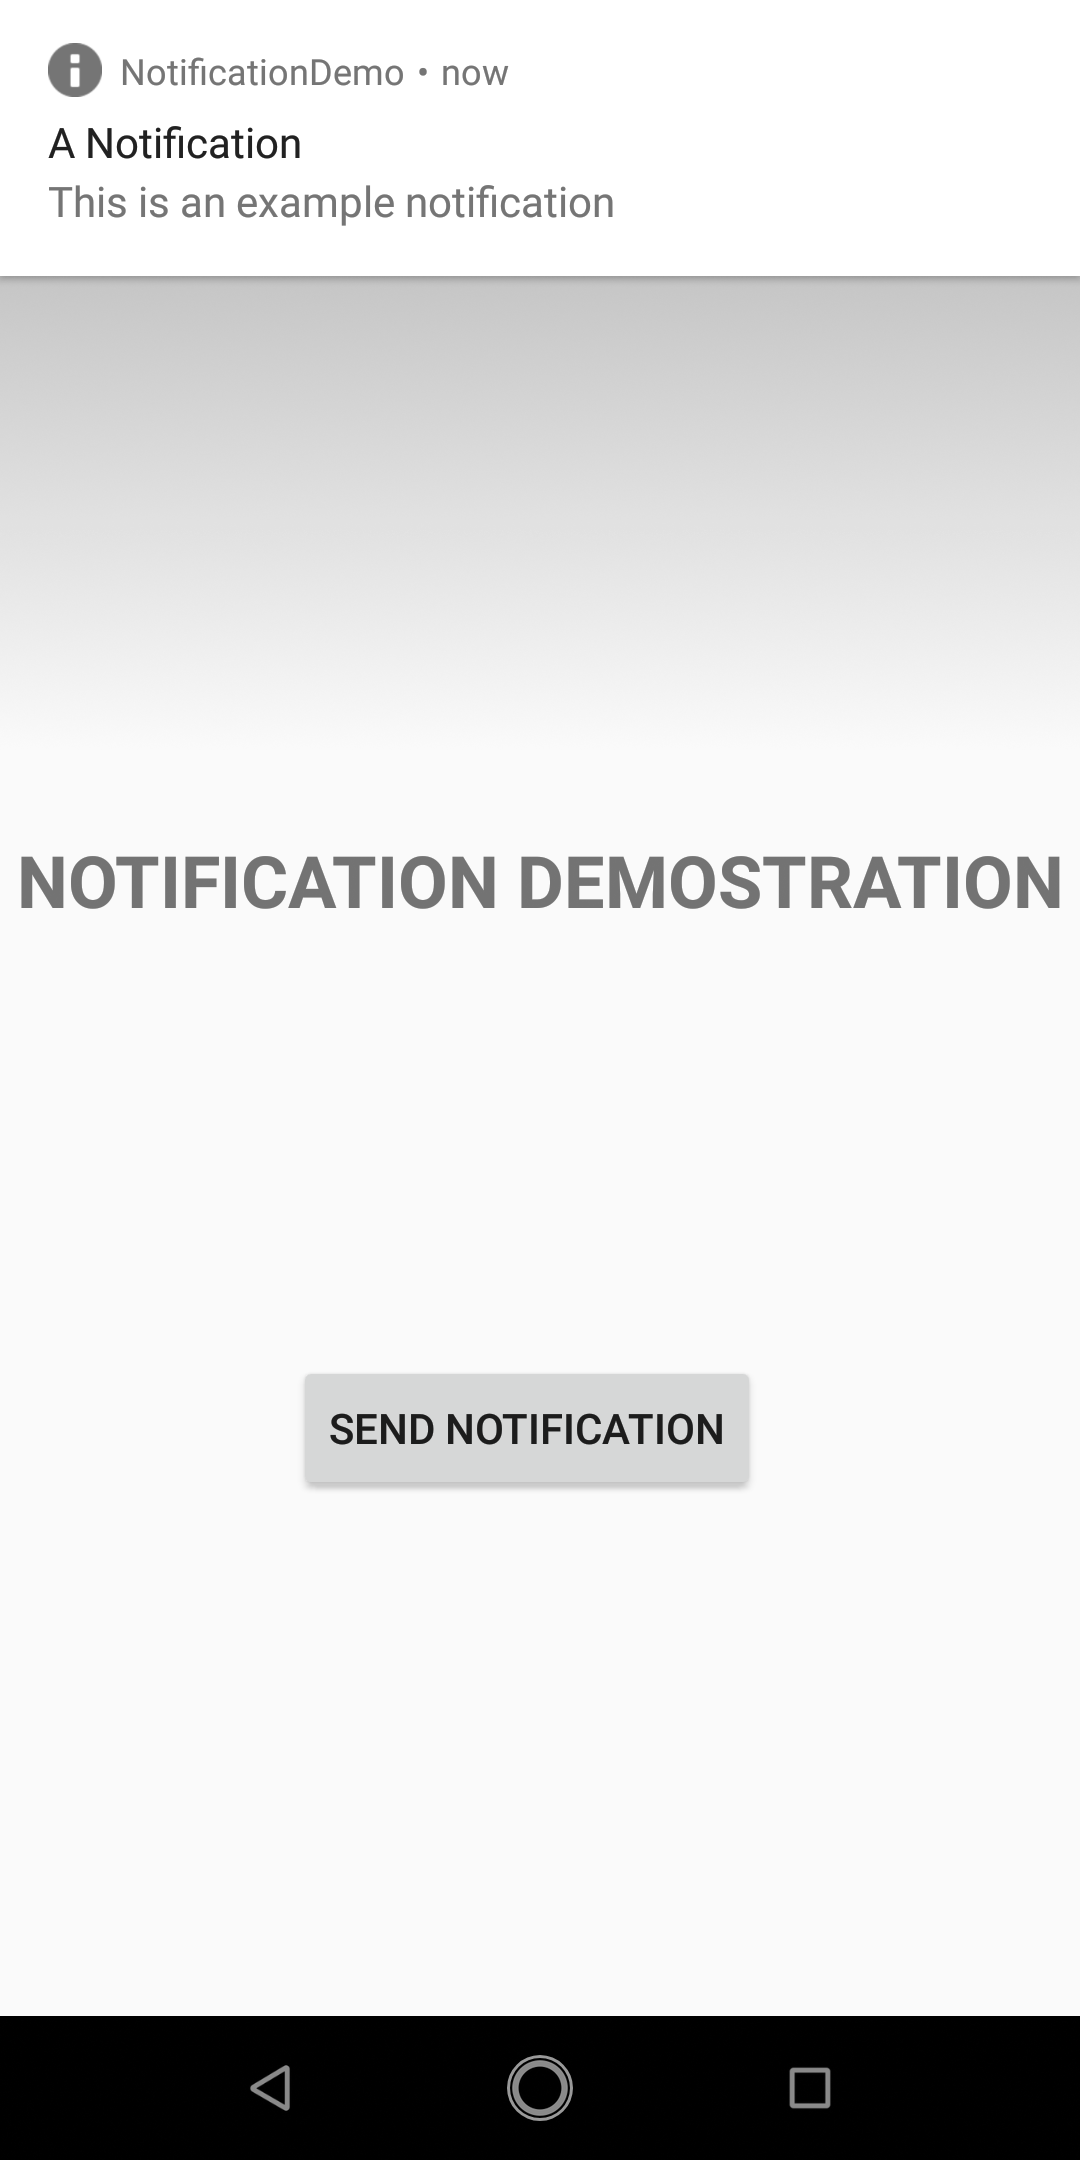 NotificationDemo • now
A Notification
This is an example notification
NOTIFICATION DEMOSTRATION
SEND NOTIFICATION